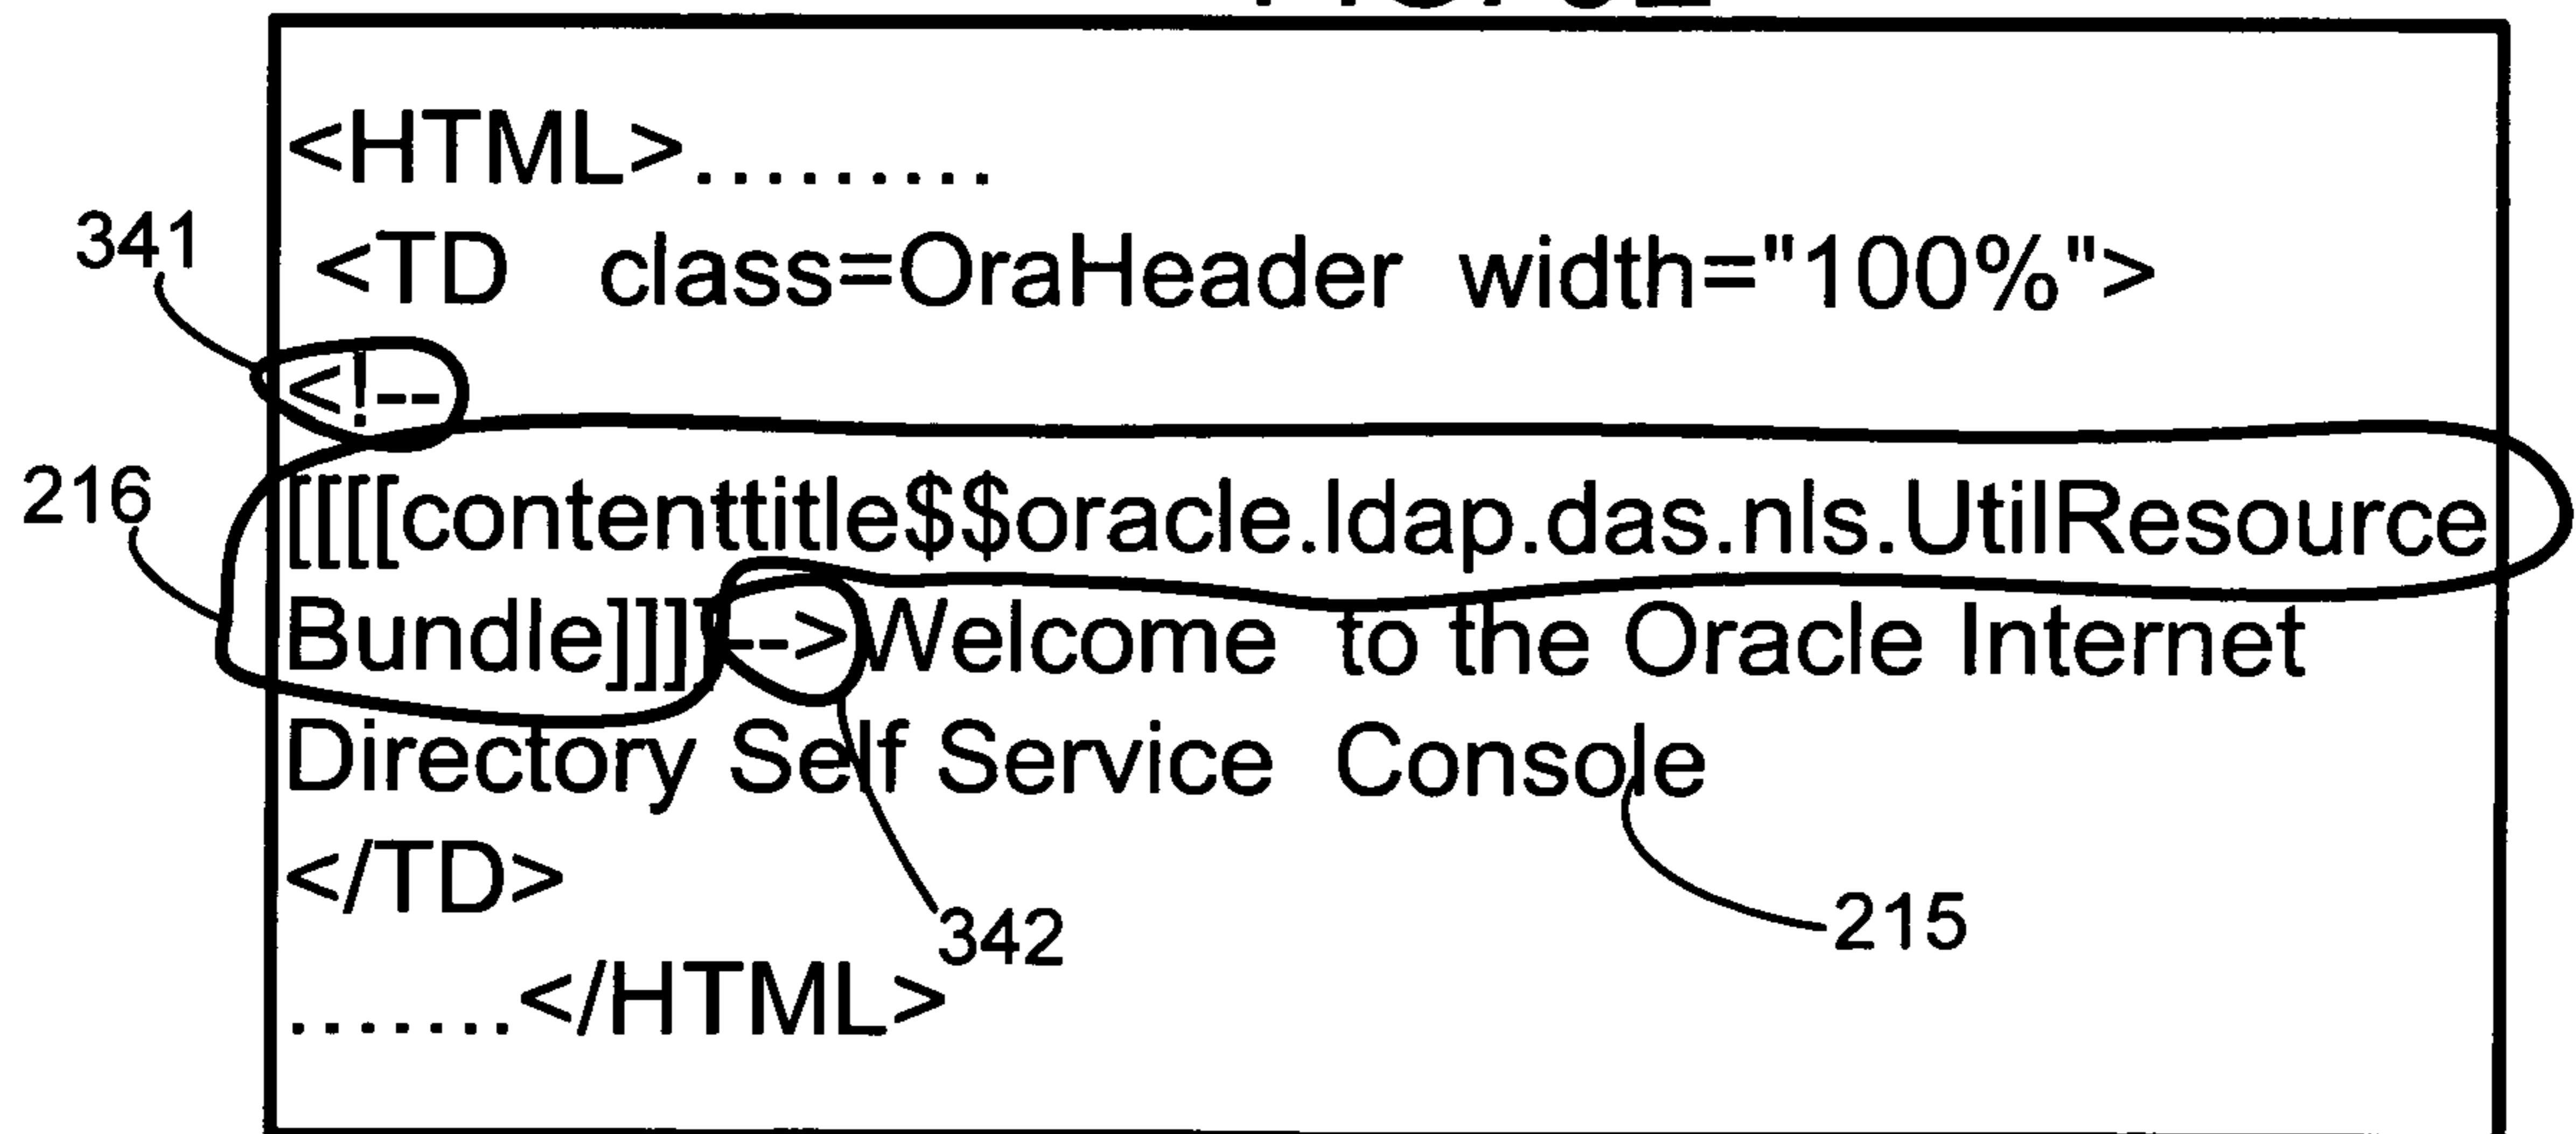 <HTML>.........
341
<TD class=OraHeader width="100%">
<!--
216
[[[[contenttitle$$oracle.ldap.das.nls.UtilResource
Bundle]]]]-->Welcome to the Oracle Internet
Directory Self Service Console
</TD>
342
215
.......</HTML>